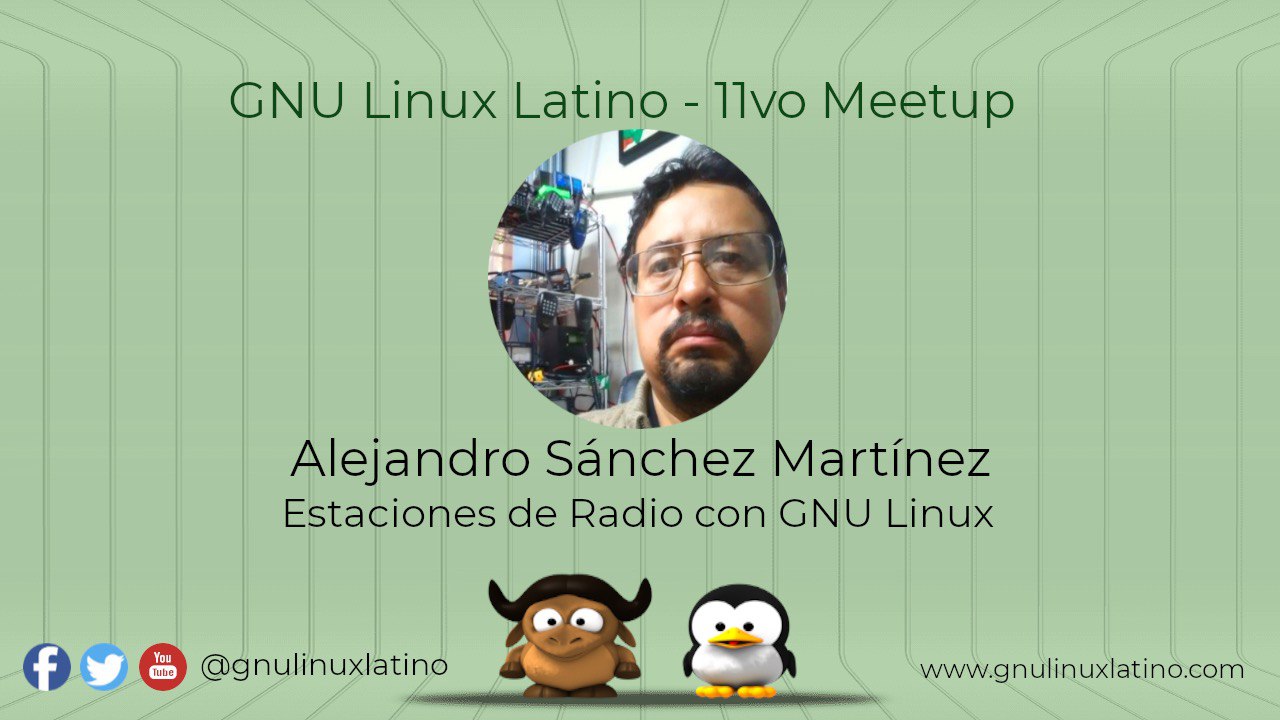 GNU Linux Latino - 11vo Meetup
Alejandro Sánchez Martínez
Estaciones de Radio con GNU Linux
You
Tube
@gnulinuxlatino
www.gnulinuxlatino.com